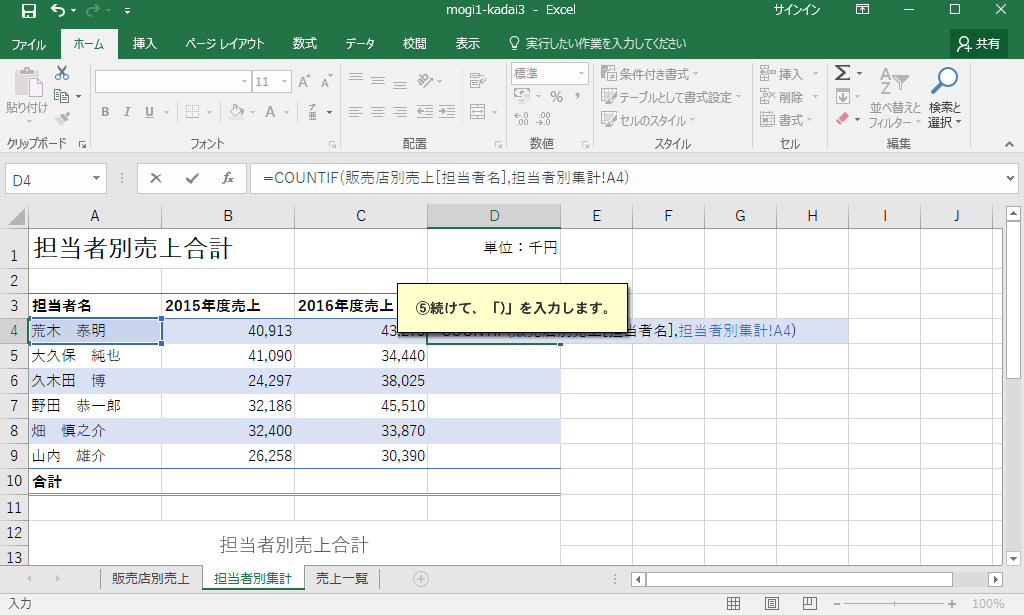 mogi1-kadai3 - Excel
サインイン
ファイル ホーム 挿入 ページ レイアウト 数式 データ 校閲 表示 実行したい作業を入力してください 共有
貼り付け
11
B I U A
標準
% ,
条件付き書式
テーブルとして書式設定
セルのスタイル
挿入
削除
書式
並べ替えと
フィルター
検索と
選択
クリップボード フォント 配置 数値 スタイル セル 編集
D4 fx =COUNTIF(販売店別売上[担当者名],担当者別集計!A4)
A B C D E F G H I J
1 担当者別売上合計 単位：千円
2
3 担当者名 2015年度売上 2016年度売上
⑤続けて、「)」を入力します。
4 荒木　泰明 40,913 担当者名],担当者別集計!A4)
5 大久保　純也 41,090 34,440
6 久木田　博 24,297 38,025
7 野田　恭一郎 32,186 45,510
8 畑　慎之介 32,400 33,870
9 山内　雄介 26,258 30,390
10 合計
11
12 担当者別売上合計
13
販売店別売上 担当者別集計 売上一覧
入力 100%